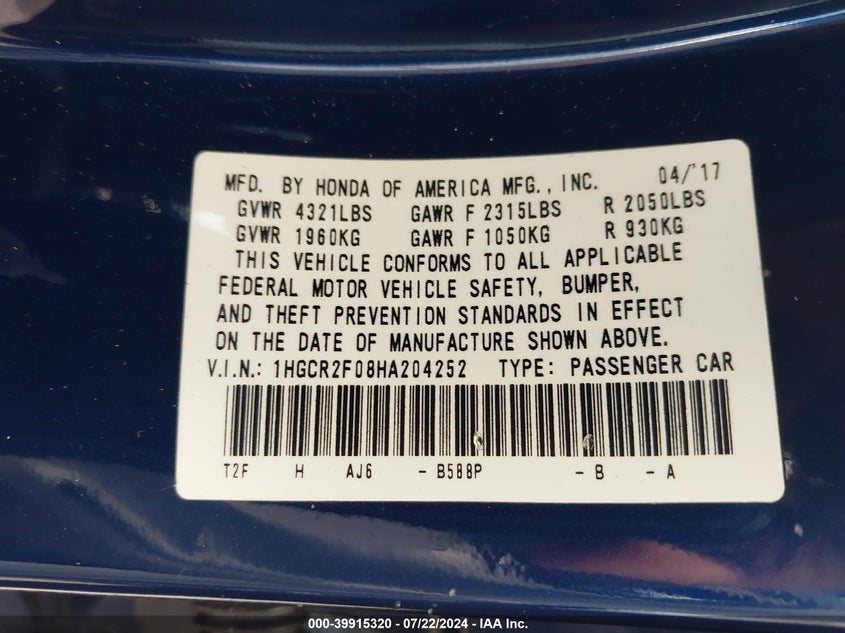 MFD. BY HONDA OF AMERICA MFG., INC. 04/'17
GVWR 4321LBS GAWR F 2315LBS R 2050LBS
GVWR 1960KG GAWR F 1050KG R 930KG
THIS VEHICLE CONFORMS TO ALL APPLICABLE
FEDERAL MOTOR VEHICLE SAFETY, BUMPER,
AND THEFT PREVENTION STANDARDS IN EFFECT
ON THE DATE OF MANUFACTURE SHOWN ABOVE.
V.I.N.: 1HGCR2F08HA204252 TYPE: PASSENGER CAR
T2F H AJ6 - B588P - B - A
000-39915320 / 07/22/2024 - IAA Inc.